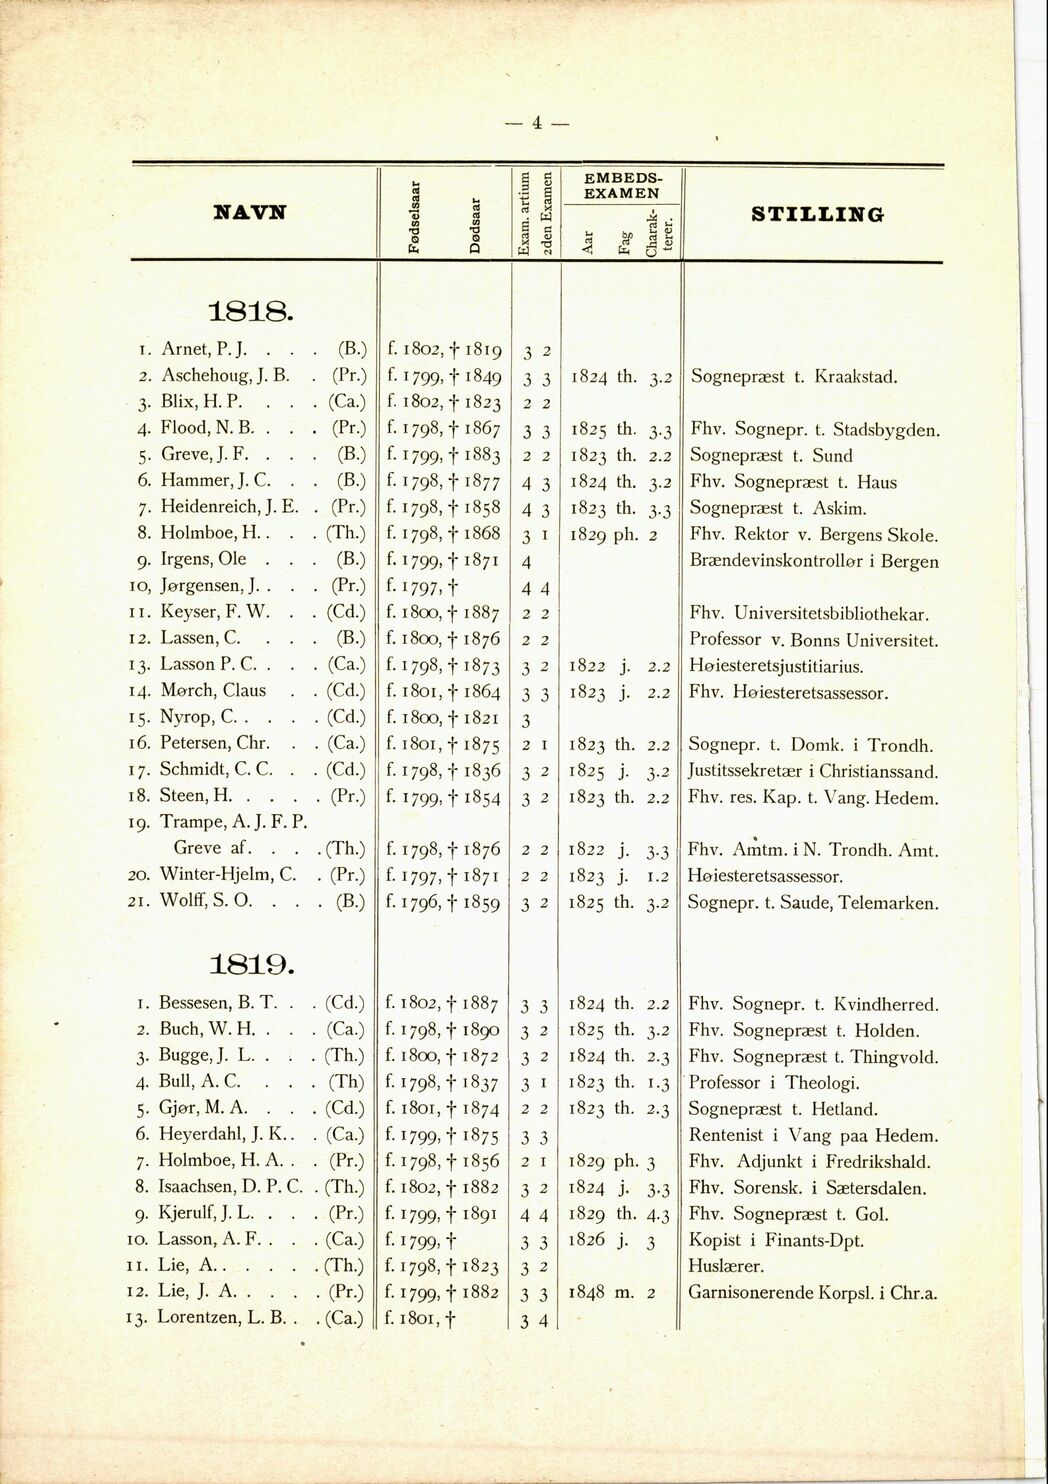 — 4 —
NAVN Fødselsaar Dødsaar Exam. artium 2den Examen EMBEDS-EXAMEN Aar Fag Charak-terer. STILLING
1818.
1. Arnet, P. J. . . . (B.) f. 1802, † 1819 3 2
2. Aschehoug, J. B. . (Pr.) f. 1799, † 1849 3 3 1824 th. 3.2 Sognepræst t. Kraakstad.
3. Blix, H. P. . . . (Ca.) f. 1802, † 1823 2 2
4. Flood, N. B. . . . (Pr.) f. 1798, † 1867 3 3 1825 th. 3.3 Fhv. Sognepr. t. Stadsbygden.
5. Greve, J. F. . . . (B.) f. 1799, † 1883 2 2 1823 th. 2.2 Sognepræst t. Sund
6. Hammer, J. C. . . (B.) f. 1798, † 1877 4 3 1824 th. 3.2 Fhv. Sognepræst t. Haus
7. Heidenreich, J. E. . (Pr.) f. 1798, † 1858 4 3 1823 th. 3.3 Sognepræst t. Askim.
8. Holmboe, H. . . . (Th.) f. 1798, † 1868 3 1 1829 ph. 2 Fhv. Rektor v. Bergens Skole.
9. Irgens, Ole . . . (B.) f. 1799, † 1871 4 Brændevinskontrollør i Bergen
10, Jørgensen, J. . . . (Pr.) f. 1797, † 4 4
11. Keyser, F. W. . . (Cd.) f. 1800, † 1887 2 2 Fhv. Universitetsbibliothekar.
12. Lassen, C. . . . (B.) f. 1800, † 1876 2 2 Professor v. Bonns Universitet.
13. Lasson P. C. . . . (Ca.) f. 1798, † 1873 3 2 1822 j. 2.2 Høiesteretsjustitiarius.
14. Mørch, Claus . . (Cd.) f. 1801, † 1864 3 3 1823 j. 2.2 Fhv. Høiesteretsassessor.
15. Nyrop, C. . . . . (Cd.) f. 1800, † 1821 3
16. Petersen, Chr. . . (Ca.) f. 1801, † 1875 2 1 1823 th. 2.2 Sognepr. t. Domk. i Trondh.
17. Schmidt, C. C. . . (Cd.) f. 1798, † 1836 3 2 1825 j. 3.2 Justitssekretær i Christianssand.
18. Steen, H. . . . . (Pr.) f. 1799, † 1854 3 2 1823 th. 2.2 Fhv. res. Kap. t. Vang. Hedem.
19. Trampe, A. J. F. P.
Greve af. . . . (Th.) f. 1798, † 1876 2 2 1822 j. 3.3 Fhv. Amtm. i N. Trondh. Amt.
20. Winter-Hjelm, C. . (Pr.) f. 1797, † 1871 2 2 1823 j. 1.2 Høiesteretsassessor.
21. Wolff, S. O. . . . (B.) f. 1796, † 1859 3 2 1825 th. 3.2 Sognepr. t. Saude, Telemarken.
1819.
1. Bessesen, B. T. . . (Cd.) f. 1802, † 1887 3 3 1824 th. 2.2 Fhv. Sognepr. t. Kvindherred.
2. Buch, W. H. . . . (Ca.) f. 1798, † 1890 3 2 1825 th. 3.2 Fhv. Sognepræst t. Holden.
3. Bugge, J. L. . . . (Th.) f. 1800, † 1872 3 2 1824 th. 2.3 Fhv. Sognepræst t. Thingvold.
4. Bull, A. C. . . . (Th) f. 1798, † 1837 3 1 1823 th. 1.3 Professor i Theologi.
5. Gjør, M. A. . . . (Cd.) f. 1801, † 1874 2 2 1823 th. 2.3 Sognepræst t. Hetland.
6. Heyerdahl, J. K. . . (Ca.) f. 1799, † 1875 3 3 Rentenist i Vang paa Hedem.
7. Holmboe, H. A. . . (Pr.) f. 1798, † 1856 2 1 1829 ph. 3 Fhv. Adjunkt i Fredrikshald.
8. Isaachsen, D. P. C. . (Th.) f. 1802, † 1882 3 2 1824 j. 3.3 Fhv. Sorensk. i Sætersdalen.
9. Kjerulf, J. L. . . . (Pr.) f. 1799, † 1891 4 4 1829 th. 4.3 Fhv. Sognepræst t. Gol.
10. Lasson, A. F. . . . (Ca.) f. 1799, † 3 3 1826 j. 3 Kopist i Finants-Dpt.
11. Lie, A. . . . . . (Th.) f. 1798, † 1823 3 2 Huslærer.
12. Lie, J. A. . . . . (Pr.) f. 1799, † 1882 3 3 1848 m. 2 Garnisonerende Korpsl. i Chr.a.
13. Lorentzen, L. B. . . (Ca.) f. 1801, † 3 4